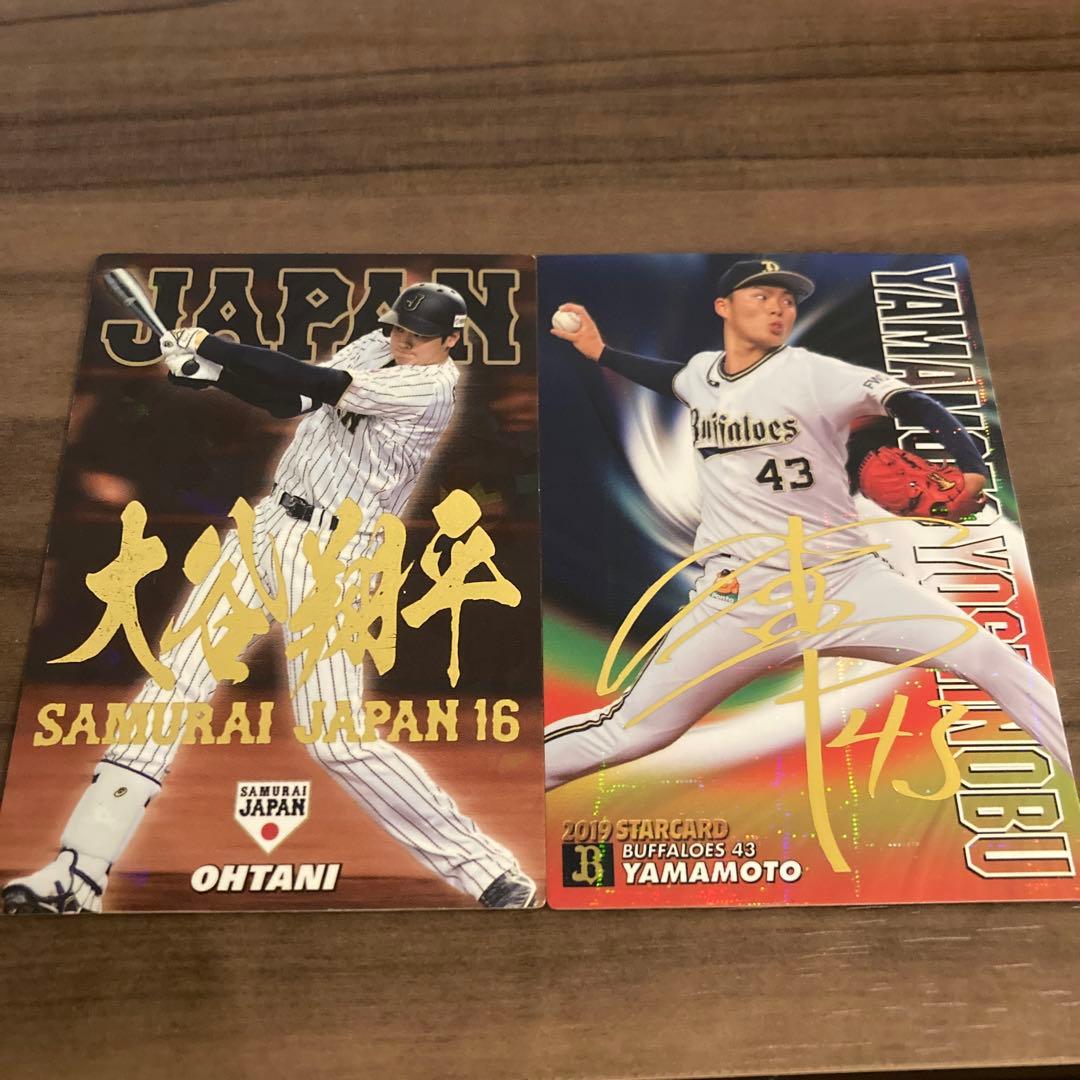 JAPAN
J
大谷翔平
SAMURAI JAPAN 16
SAMURAI
JAPAN
OHTANI
YAMAMOTO YOSHINOBU
Buffaloes
43
Ponta
43
2019 STARCARD
B
BUFFALOES 43
YAMAMOTO